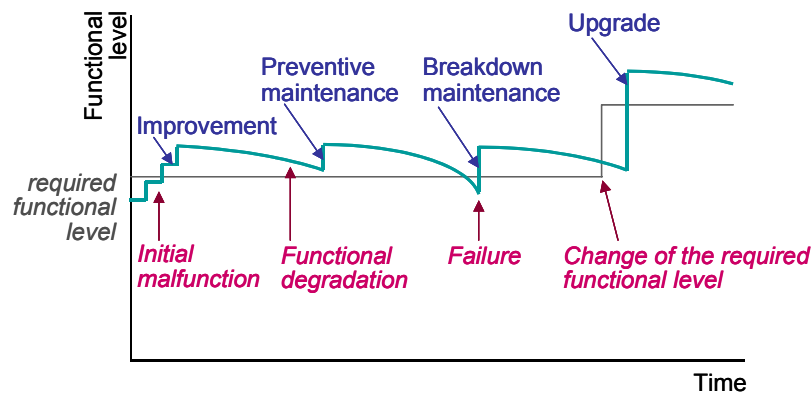 Functional
level
Upgrade
Preventive
maintenance
Breakdown
maintenance
Improvement
required
functional
level
Initial
malfunction
Functional
degradation
Failure
Change of the required
functional level
Time